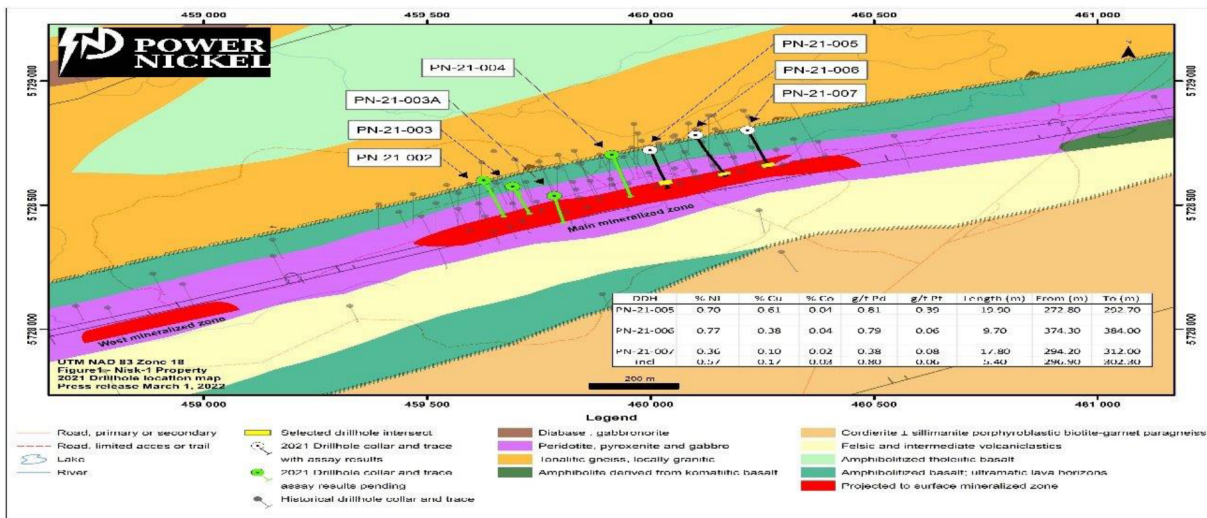 459 000 459 500 460 000 460 500 461 000
POWER
NICKEL
PN-21-005
PN-21-004
PN-21-006
PN-21-003A
PN-21-007
PN-21-003
PN-21-002
5 729 000
5 729 000
5 728 500
5 728 500
5 728 000
5 728 000
Main mineralized zone
West mineralized zone
DDH % Ni % Cu % Co g/t Pd g/t Pt Length (m) From (m) To (m)
PN-21-005 0.70 0.61 0.04 0.81 0.39 19.90 272.80 292.70
PN-21-006 0.77 0.38 0.04 0.79 0.06 9.70 374.30 384.00
PN-21-007 0.36 0.10 0.02 0.38 0.08 17.80 294.20 312.00
incl 0.57 0.17 0.03 0.80 0.06 5.40 296.90 302.30
UTM NAD 83 Zone 18
Figure1- Nisk-1 Property
2021 Drillhole location map
Press release March 1, 2022
200 m
459 000 459 500 460 000 460 500 461 000
Legend
Road, primary or secondary
Road, limited acces or trail
Lake
River
Selected drillhole intersect
2021 Drillhole collar and trace
with assay results
2021 Drillhole collar and trace
assay results pending
Historical drillhole collar and trace
Diabase, gabbronorite
Peridotite, pyroxenite and gabbro
Tonalitic gneiss, locally granitic
Amphibolite derived from komatiitic basalt
Cordierite ± sillimanite porphyroblastic biotite-garnet paragneiss
Felsic and intermediate volcaniclastics
Amphibolitized tholeiitic basalt
Amphibolitized basalt; ultramafic lava horizons
Projected to surface mineralized zone